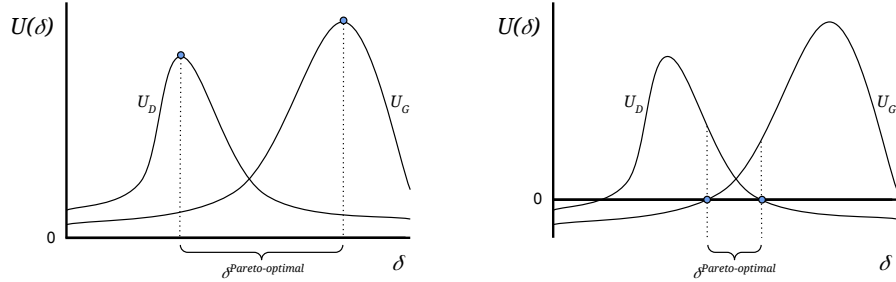 U(δ)
U_D
U_G
0
δ^Pareto-optimal
δ
U(δ)
U_D
U_G
0
δ^Pareto-optimal
δ